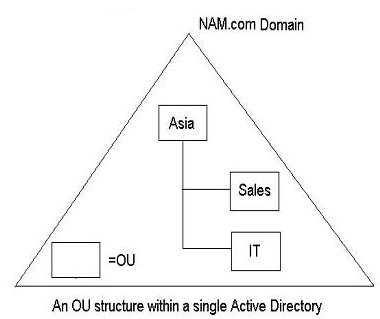 NAM.com Domain
Asia
Sales
IT
=OU
An OU structure within a single Active Directory